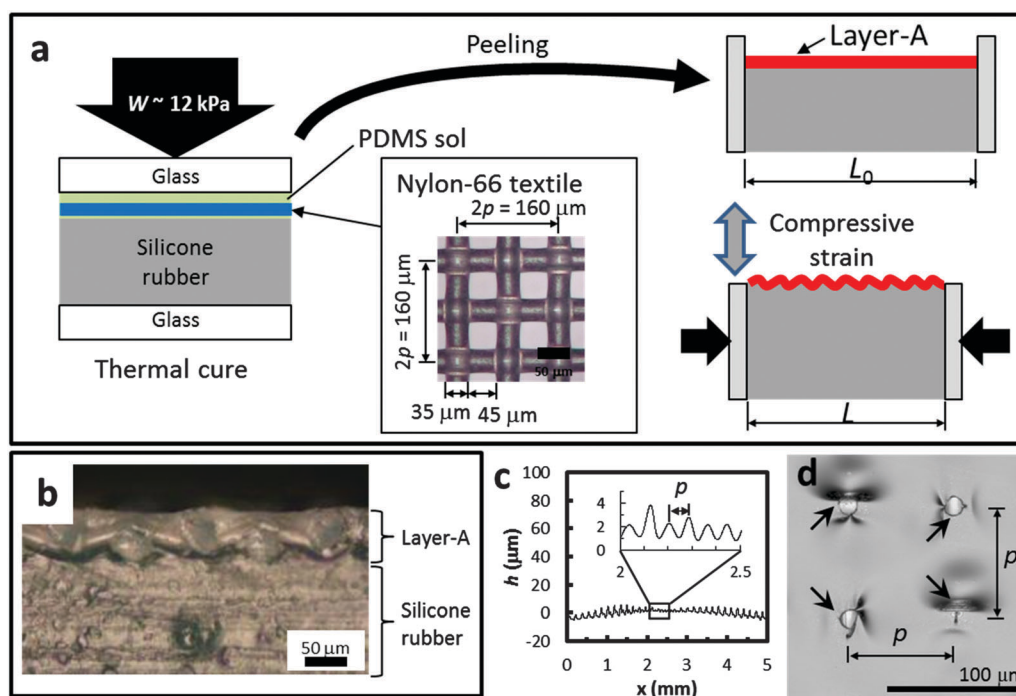 a
W ~ 12 kPa
Peeling
PDMS sol
Glass
Silicone
rubber
Glass
Thermal cure
Nylon-66 textile
2p = 160 μm
2p = 160 μm
50 μm
35 μm
45 μm
Layer-A
L0
Compressive
strain
L
b
Layer-A
Silicone
rubber
50 μm
c
100
80
60
40
20
0
-20
h (μm)
p
4
2
0
2
2.5
0
1
2
3
4
5
x (mm)
d
p
p
100 μm